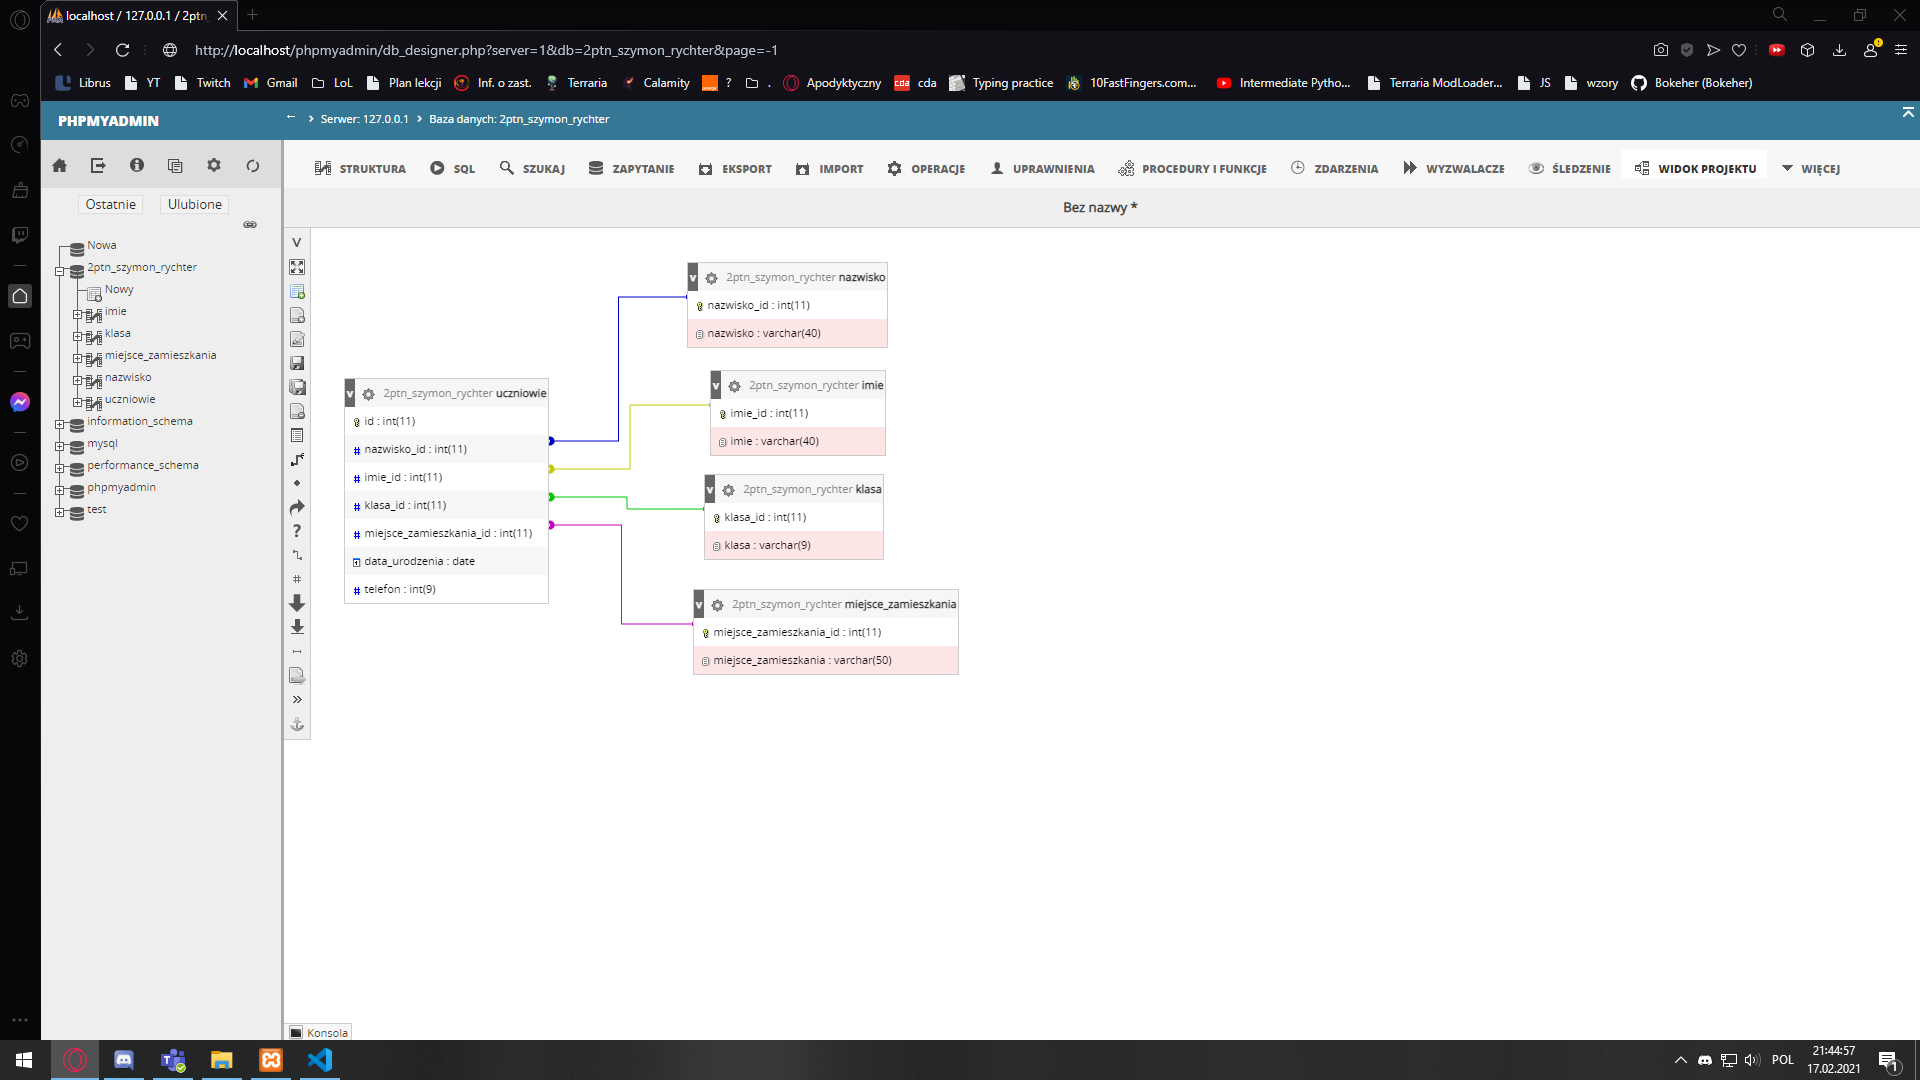 localhost / 127.0.0.1 / 2ptn_
http://localhost/phpmyadmin/db_designer.php?server=1&db=2ptn_szymon_rychter&page=-1
Librus YT Twitch Gmail LoL Plan lekcji Inf. o zast. Terraria Calamity ? . Apodyktyczny cda cda Typing practice 10FastFingers.com... Intermediate Pytho... Terraria ModLoader... JS wzory Bokeher (Bokeher)
PHPMYADMIN
← › Serwer: 127.0.0.1 › Baza danych: 2ptn_szymon_rychter
STRUKTURA SQL SZUKAJ ZAPYTANIE EKSPORT IMPORT OPERACJE UPRAWNIENIA PROCEDURY I FUNKCJE ZDARZENIA WYZWALACZE ŚLEDZENIE WIDOK PROJEKTU WIĘCEJ
Ostatnie Ulubione
Bez nazwy *
Nowa
2ptn_szymon_rychter
Nowy
imie
klasa
miejsce_zamieszkania
nazwisko
uczniowie
information_schema
mysql
performance_schema
phpmyadmin
test
V
v 2ptn_szymon_rychter uczniowie
id : int(11)
# nazwisko_id : int(11)
# imie_id : int(11)
# klasa_id : int(11)
# miejsce_zamieszkania_id : int(11)
data_urodzenia : date
# telefon : int(9)
v 2ptn_szymon_rychter nazwisko
nazwisko_id : int(11)
nazwisko : varchar(40)
v 2ptn_szymon_rychter imie
imie_id : int(11)
imie : varchar(40)
v 2ptn_szymon_rychter klasa
klasa_id : int(11)
klasa : varchar(9)
v 2ptn_szymon_rychter miejsce_zamieszkania
miejsce_zamieszkania_id : int(11)
miejsce_zamieszkania : varchar(50)
Konsola
POL
21:44:57
17.02.2021
1